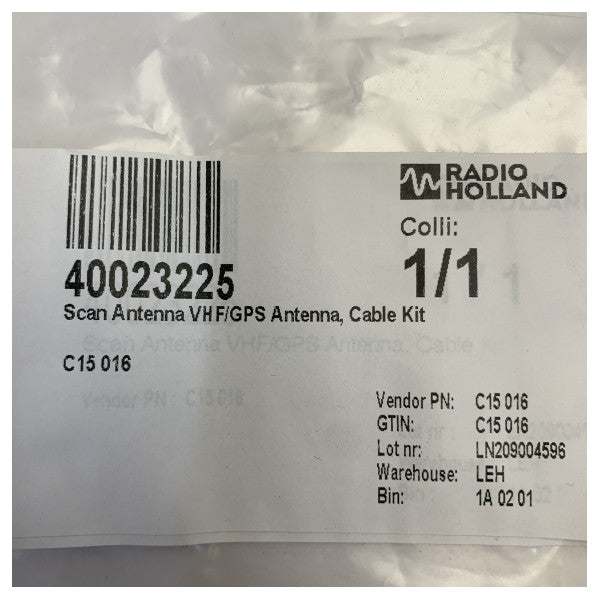 RADIO
HOLLAND
Colli:
1/1
40023225
Scan Antenna VHF/GPS Antenna, Cable Kit
C15 016
Vendor PN: C15 016
GTIN: C15 016
Lot nr: LN209004596
Warehouse: LEH
Bin: 1A 02 01